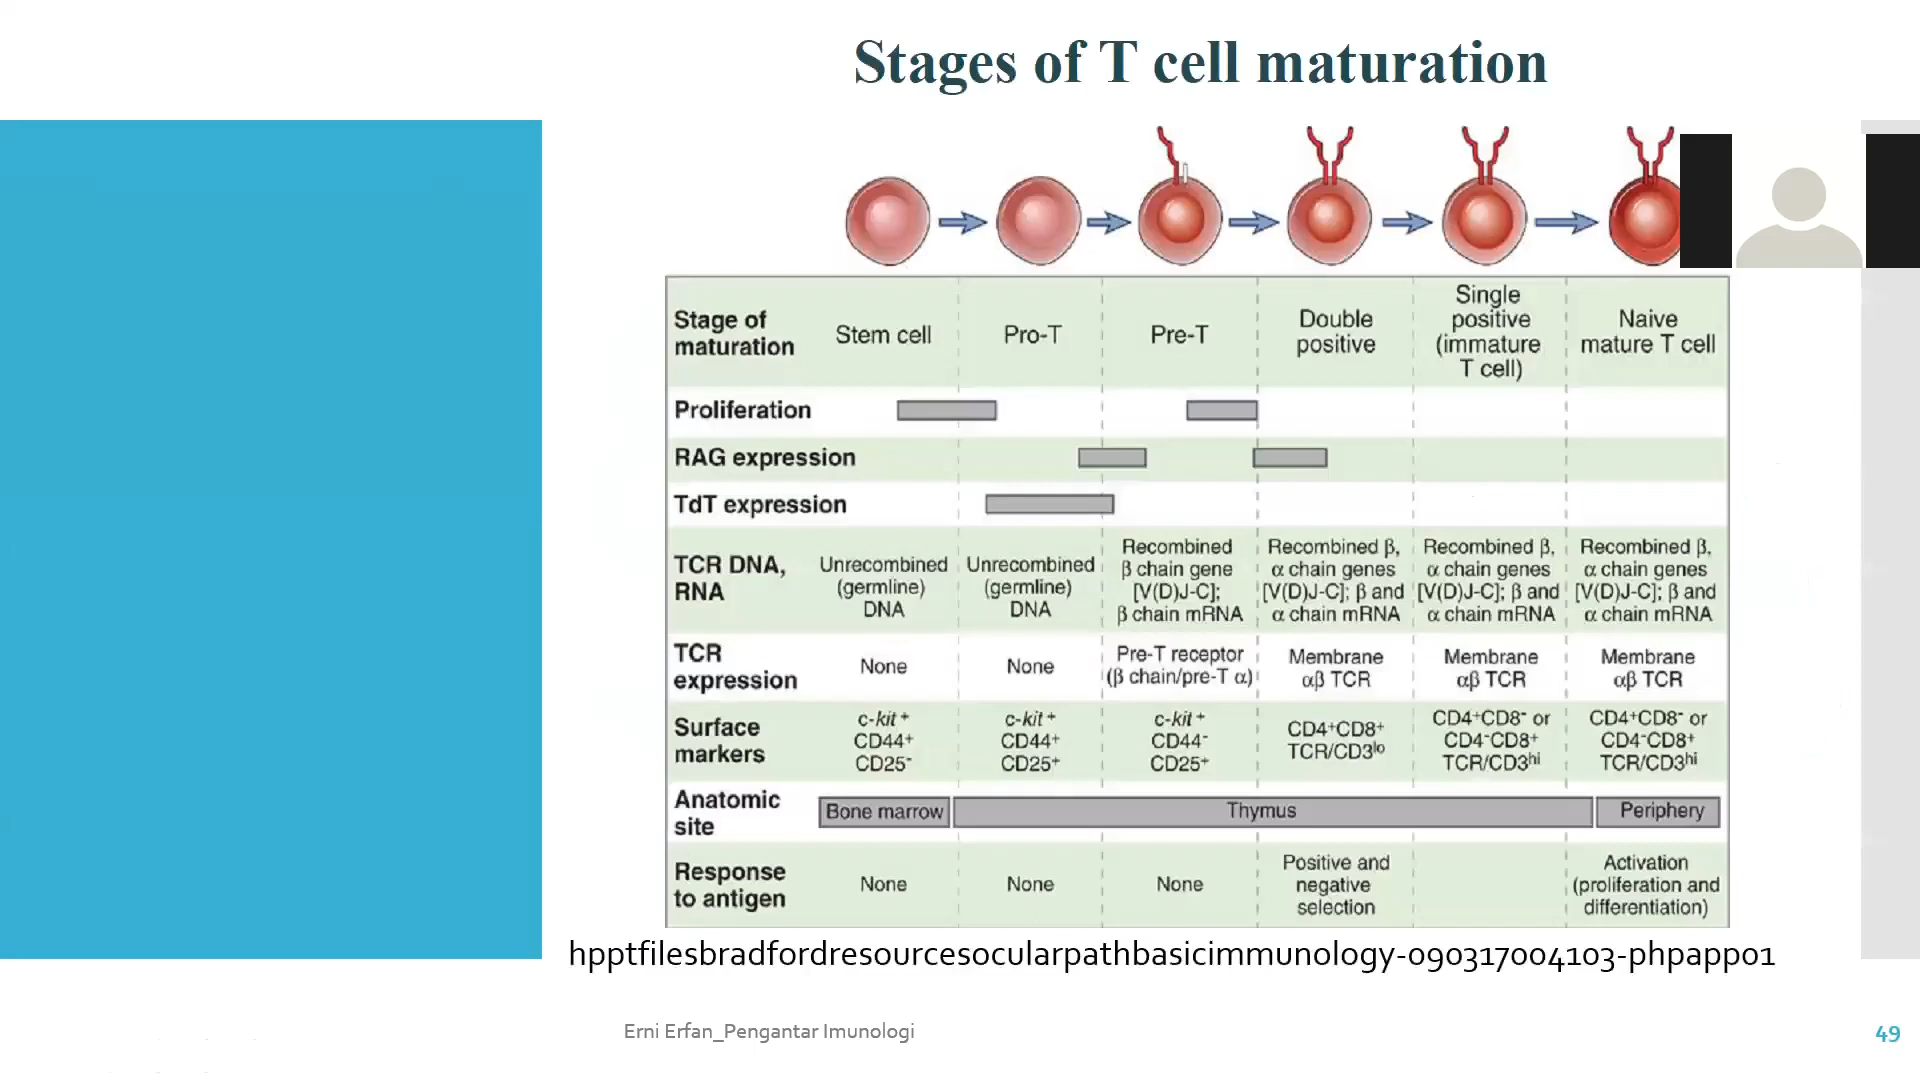 Stages of T cell maturation
Stage of
maturation
Stem cell
Pro-T
Pre-T
Double
positive
Single
positive
(immature
T cell)
Naive
mature T cell
Proliferation
RAG expression
TdT expression
TCR DNA,
RNA
Unrecombined
(germline)
DNA
Unrecombined
(germline)
DNA
Recombined
β chain gene
[V(D)J-C];
β chain mRNA
Recombined β,
α chain genes
[V(D)J-C]; β and
α chain mRNA
Recombined β,
α chain genes
[V(D)J-C]; β and
α chain mRNA
Recombined β,
α chain genes
[V(D)J-C]; β and
α chain mRNA
TCR
expression
None
None
Pre-T receptor
(β chain/pre-T α)
Membrane
αβ TCR
Membrane
αβ TCR
Membrane
αβ TCR
Surface
markers
c-kit⁺
CD44⁺
CD25⁻
c-kit⁺
CD44⁺
CD25⁺
c-kit⁺
CD44⁻
CD25⁺
CD4⁺CD8⁺
TCR/CD3ˡᵒ
CD4⁺CD8⁻ or
CD4⁻CD8⁺
TCR/CD3ʰⁱ
CD4⁺CD8⁻ or
CD4⁻CD8⁺
TCR/CD3ʰⁱ
Anatomic
site
Bone marrow
Thymus
Periphery
Response
to antigen
None
None
None
Positive and
negative
selection
Activation
(proliferation and
differentiation)
hpptfilesbradfordresourcesocularpathbasicimmunology-090317004103-phpapp01
Erni Erfan_Pengantar Imunologi
49